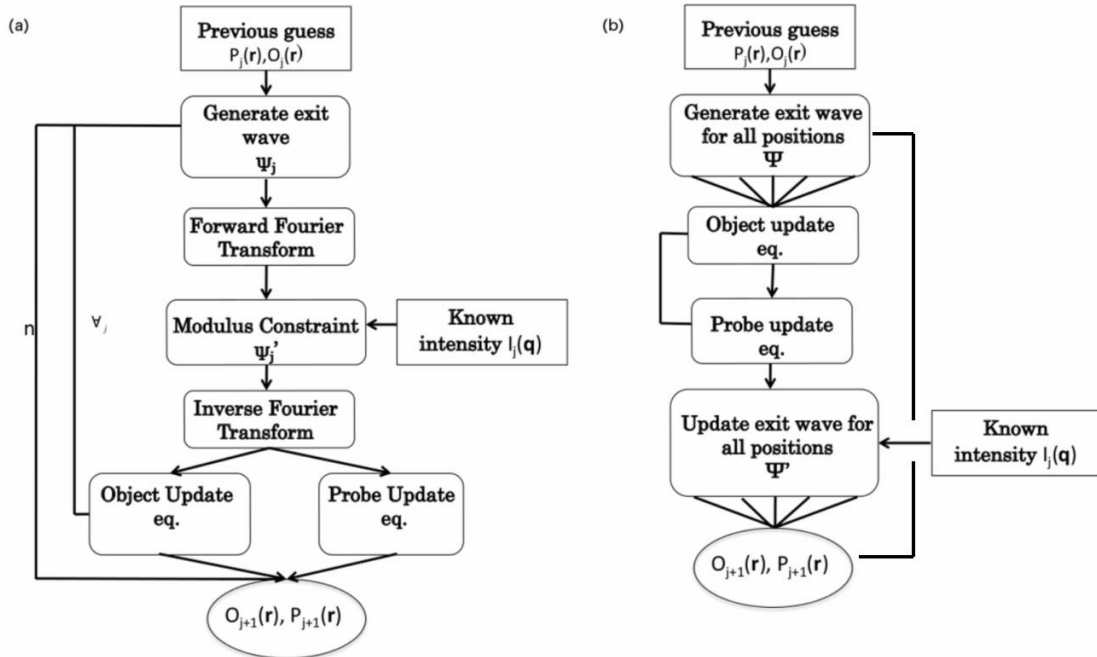 (a)
Previous guess
Pj(r),Oj(r)
Generate exit
wave
Ψj
Forward Fourier
Transform
Modulus Constraint
Ψj'
Known
intensity Ij(q)
n
∀j
Inverse Fourier
Transform
Object Update
eq.
Probe Update
eq.
Oj+1(r), Pj+1(r)
(b)
Previous guess
Pj(r),Oj(r)
Generate exit wave
for all positions
Ψ
Object update
eq.
Probe update
eq.
Update exit wave for
all positions
Ψ'
Known
intensity Ij(q)
Oj+1(r), Pj+1(r)